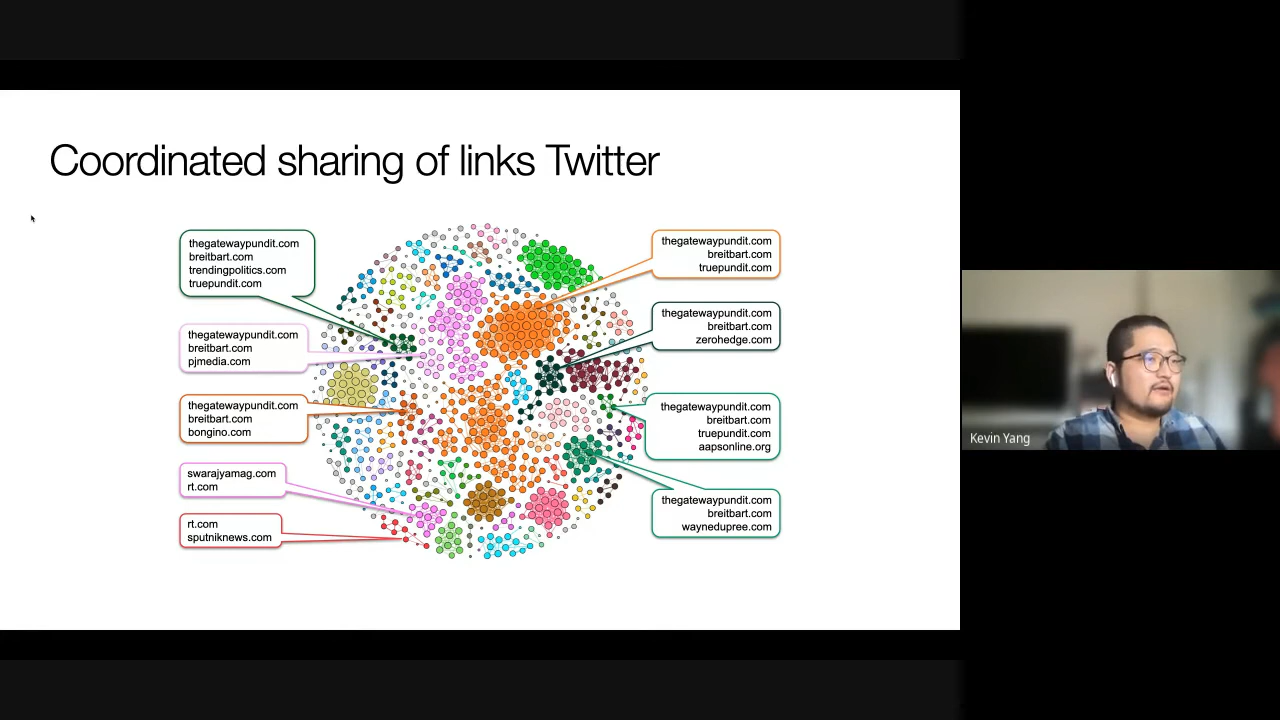 Coordinated sharing of links Twitter
thegatewaypundit.com
breitbart.com
trendingpolitics.com
truepundit.com
thegatewaypundit.com
breitbart.com
pjmedia.com
thegatewaypundit.com
breitbart.com
bongino.com
swarajyamag.com
rt.com
rt.com
sputniknews.com
thegatewaypundit.com
breitbart.com
truepundit.com
thegatewaypundit.com
breitbart.com
zerohedge.com
thegatewaypundit.com
breitbart.com
truepundit.com
aapsonline.org
thegatewaypundit.com
breitbart.com
waynedupree.com
Kevin Yang